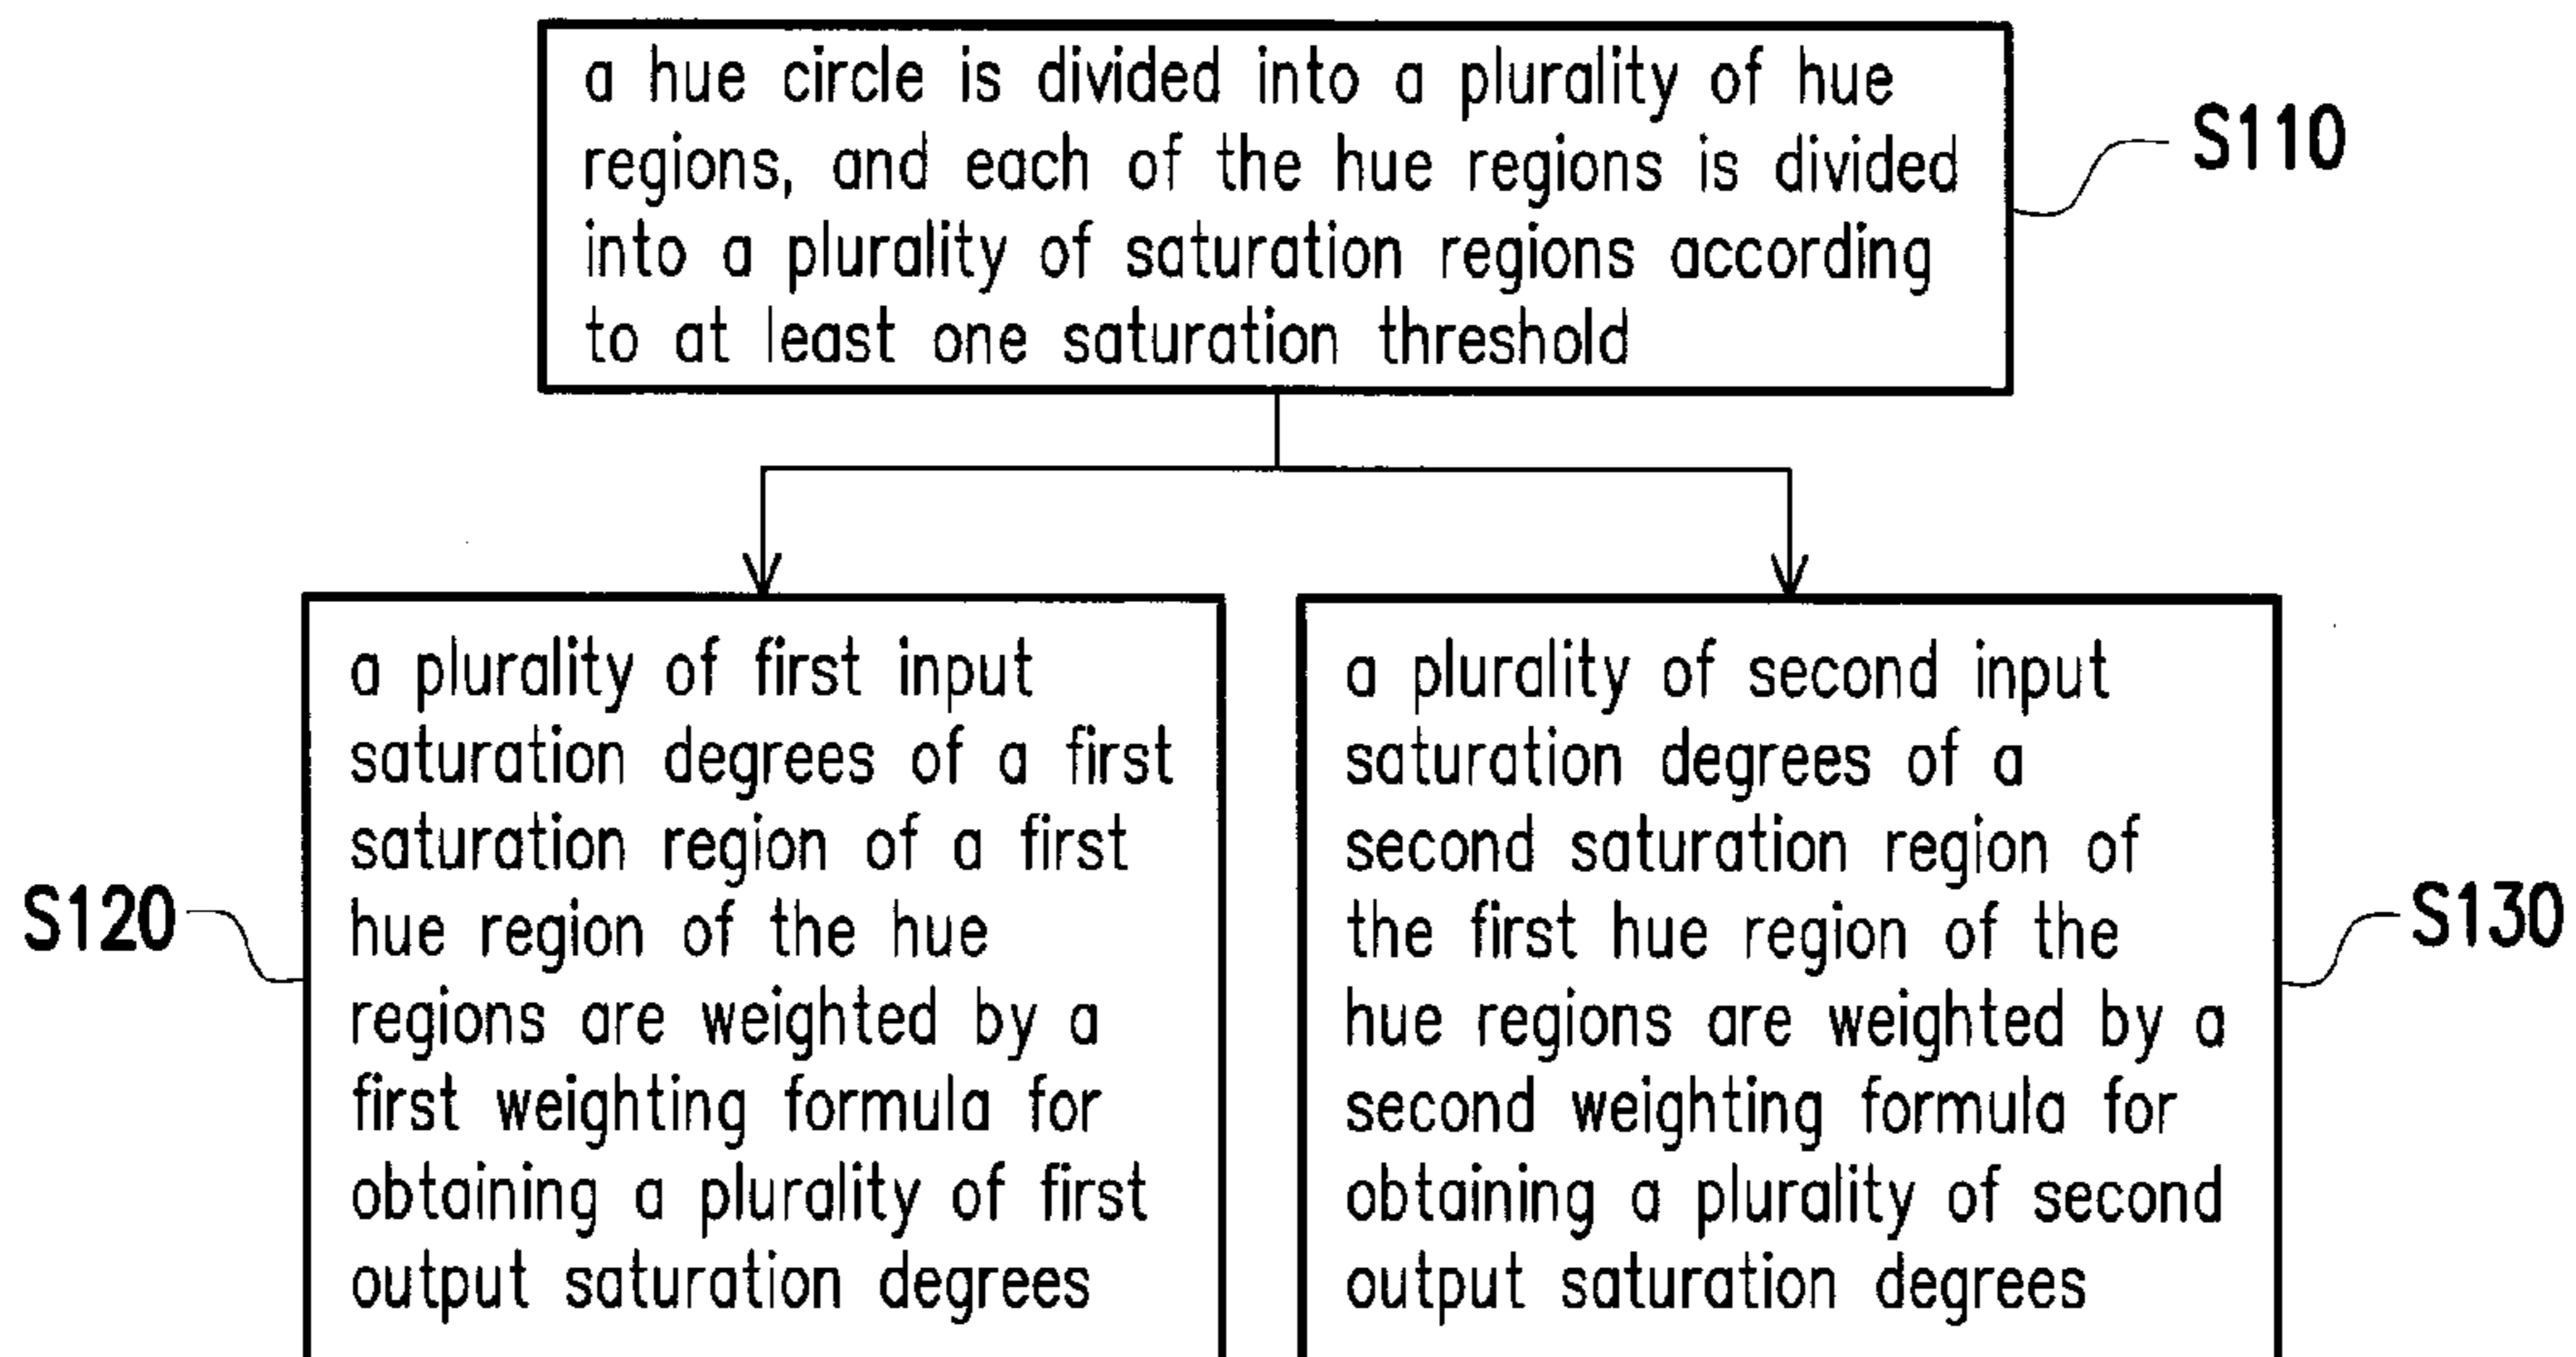 a hue circle is divided into a plurality of hue
regions, and each of the hue regions is divided
into a plurality of saturation regions according
to at least one saturation threshold
S110
a plurality of first input
saturation degrees of a first
saturation region of a first
hue region of the hue
regions are weighted by a
first weighting formula for
obtaining a plurality of first
output saturation degrees
S120
a plurality of second input
saturation degrees of a
second saturation region of
the first hue region of the
hue regions are weighted by a
second weighting formula for
obtaining a plurality of second
output saturation degrees
S130